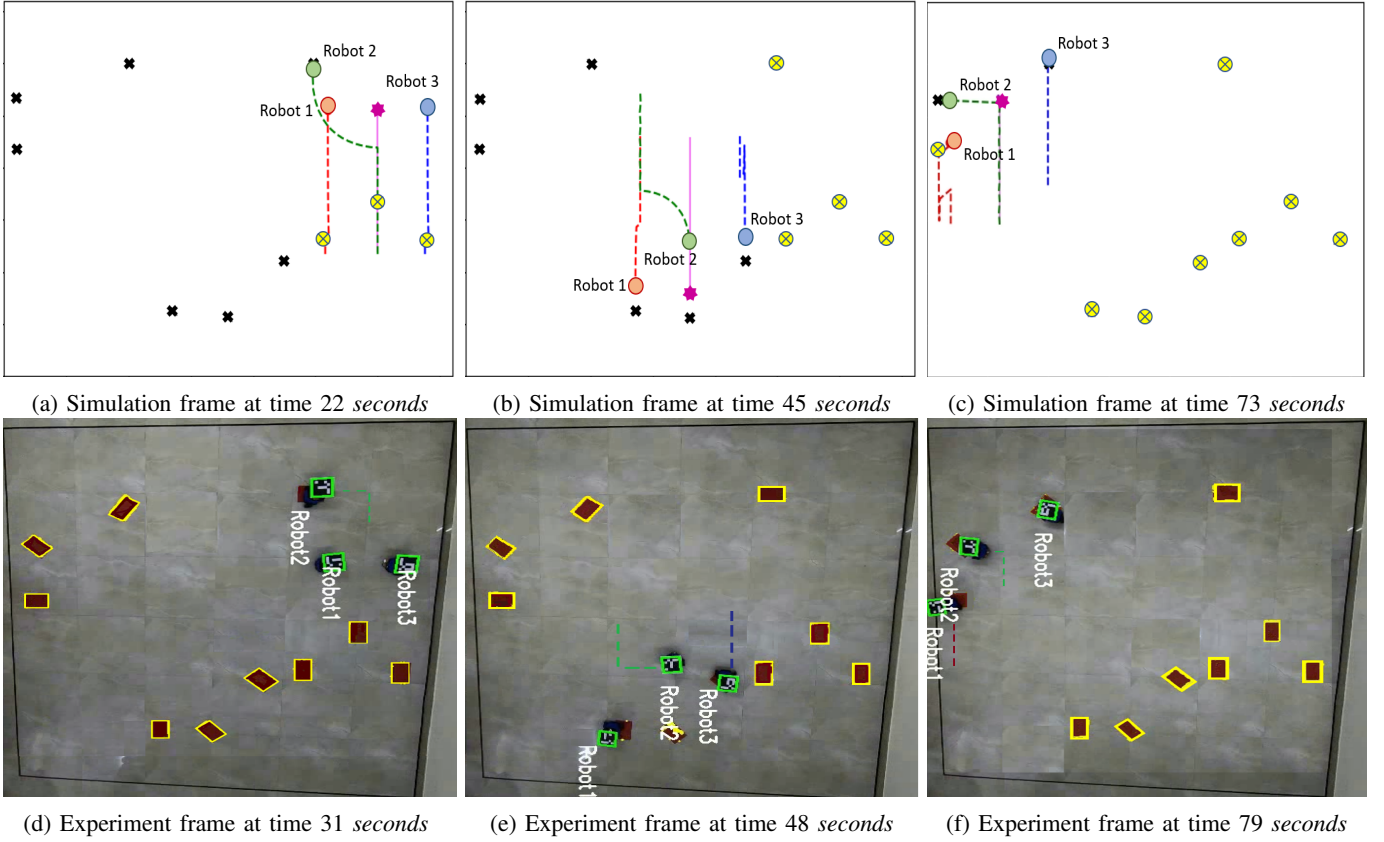 Robot 2
Robot 3
Robot 1
Robot 3
Robot 2
Robot 1
Robot 3
Robot 2
Robot 1
(a) Simulation frame at time 22 seconds
(b) Simulation frame at time 45 seconds
(c) Simulation frame at time 73 seconds
Robot2
Robot1
Robot3
Robot1
Robot2
Robot3
Robot1
Robot2
Robot3
(d) Experiment frame at time 31 seconds
(e) Experiment frame at time 48 seconds
(f) Experiment frame at time 79 seconds